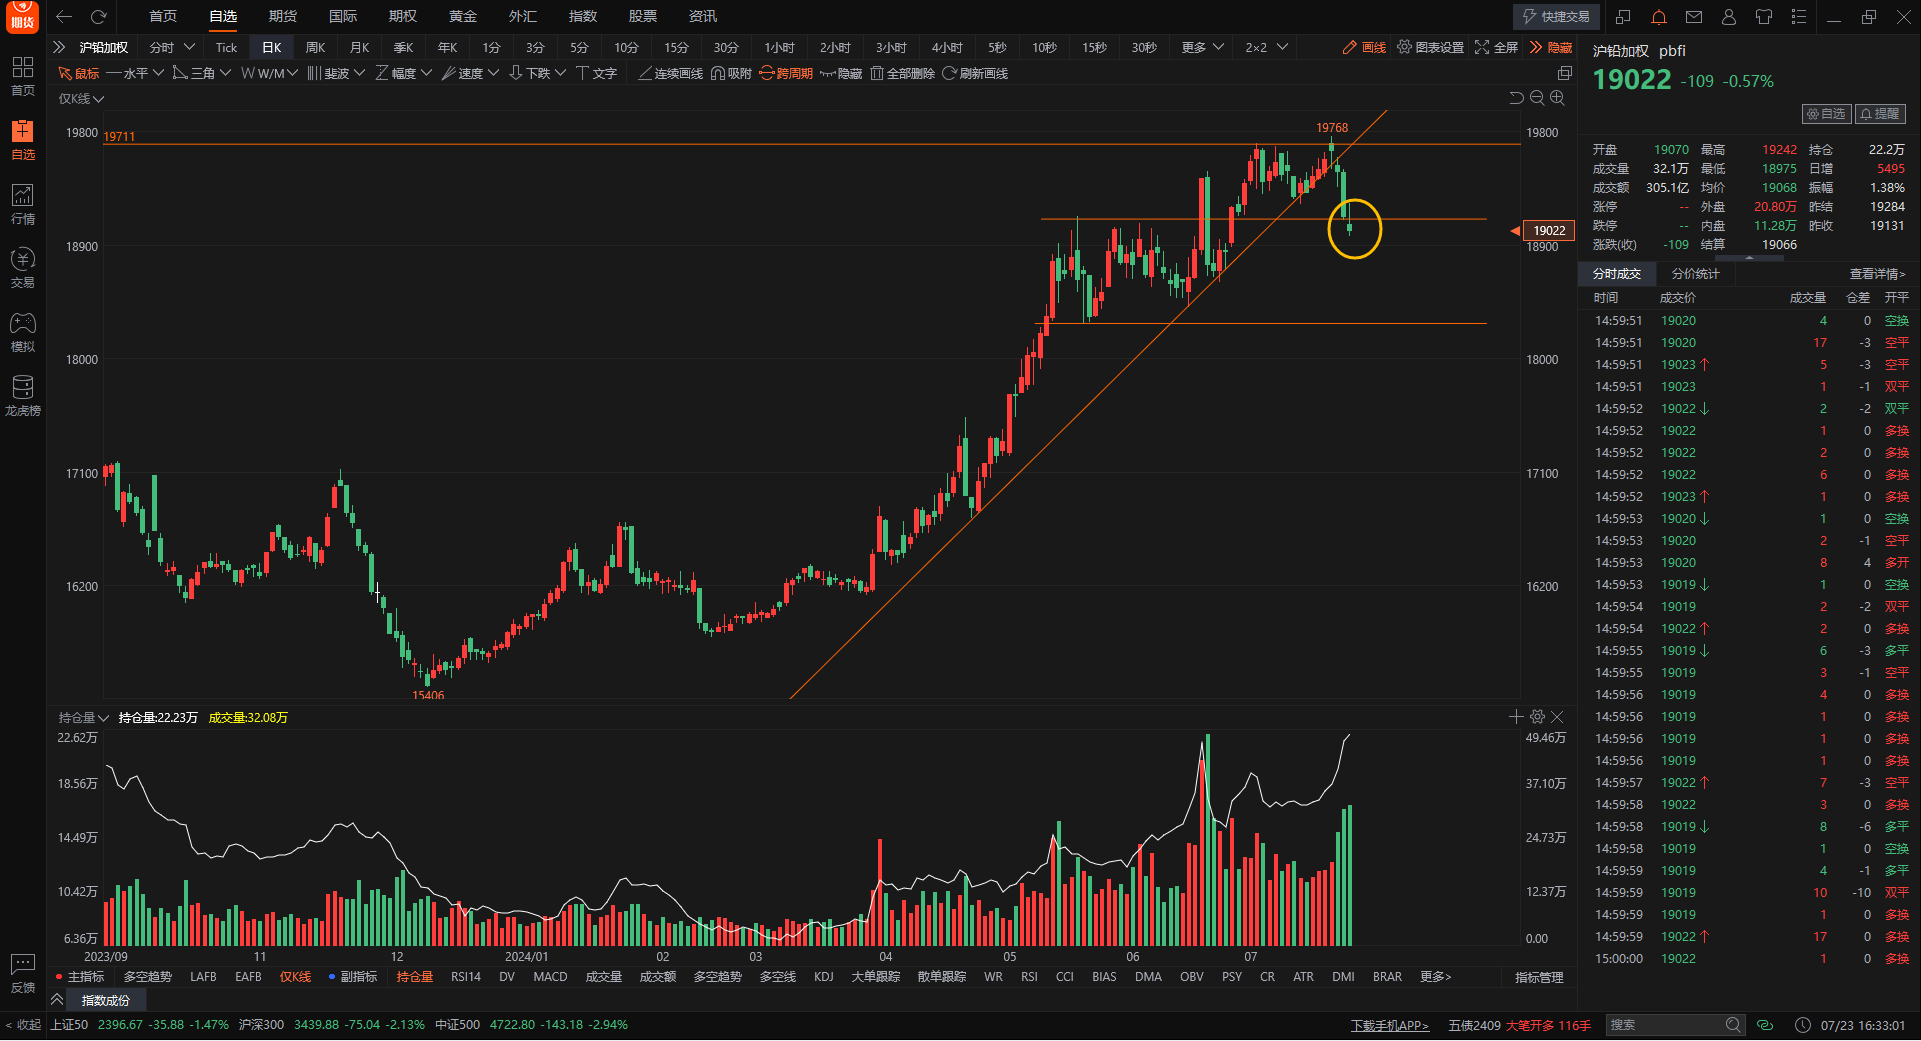 期货 首页 自选 期货 国际 期权 黄金 外汇 指数 股票 资讯 快捷交易
沪铅加权 分时 Tick 日K 周K 月K 季K 年K 1分 3分 5分 10分 15分 30分 1小时 2小时 3小时 4小时 5秒 10秒 15秒 30秒 更多 2×2 画线 图表设置 全屏 隐藏
鼠标 水平 三角 W/M 斐波 幅度 速度 下跌 文字 连续画线 吸附 跨周期 隐藏 全部删除 刷新画线
仅K线
首页
自选
行情
交易
模拟
龙虎榜
反馈
19800 19711 19768 19800
19022
18900 18900
18000 18000
17100 17100
16200 16200
15406
持仓量 持仓量:22.23万 成交量:32.08万
22.62万 49.46万
18.56万 37.10万
14.49万 24.73万
10.42万 12.37万
6.36万 0.00
2023/09 11 12 2024/01 02 03 04 05 06 07
主指标 多空趋势 LAFB EAFB 仅K线 副指标 持仓量 RSI14 DV MACD 成交量 成交额 多空趋势 多空线 KDJ 大单跟踪 散单跟踪 WR RSI CCI BIAS DMA OBV PSY CR ATR DMI BRAR 更多> 指标管理
指数成份
沪铅加权 pbfi
19022 -109 -0.57%
自选 提醒
开盘 19070 最高 19242 持仓 22.2万
成交量 32.1万 最低 18975 日增 5495
成交额 305.1亿 均价 19068 振幅 1.38%
涨停 -- 外盘 20.80万 昨结 19284
跌停 -- 内盘 11.28万 昨收 19131
涨跌(收) -109 结算 19066
分时成交 分价统计 查看详情>
时间 成交价 成交量 仓差 开平
14:59:51 19020 4 0 空换
14:59:51 19020 17 -3 空平
14:59:51 19023↑ 5 -3 空平
14:59:51 19023 1 -1 双平
14:59:52 19022↓ 2 -2 双平
14:59:52 19022 1 0 多换
14:59:52 19022 2 0 多换
14:59:52 19022 6 0 多换
14:59:52 19023↑ 1 0 多换
14:59:53 19020↓ 1 0 空换
14:59:53 19020 2 -1 空平
14:59:53 19020 8 4 多开
14:59:53 19019↓ 1 0 空换
14:59:54 19019 2 -2 双平
14:59:54 19022↑ 2 0 多换
14:59:55 19019↓ 6 -3 多平
14:59:55 19019 3 -1 空平
14:59:56 19019 4 0 多换
14:59:56 19019 1 0 多换
14:59:56 19019 1 0 多换
14:59:56 19019 1 0 多换
14:59:57 19022↑ 7 -3 空平
14:59:58 19022 3 0 多换
14:59:58 19019↓ 8 -6 多平
14:59:58 19019 1 0 空换
14:59:59 19019 4 -1 多平
14:59:59 19019 10 -10 双平
14:59:59 19019 1 0 多换
14:59:59 19022↑ 17 0 多换
15:00:00 19022 1 0 多换
< 收起 上证50 2396.67 -35.88 -1.47% 沪深300 3439.88 -75.04 -2.13% 中证500 4722.80 -143.18 -2.94% 下载手机APP> 五债2409 大笔开多 116手 搜索 07/23 16:33:01